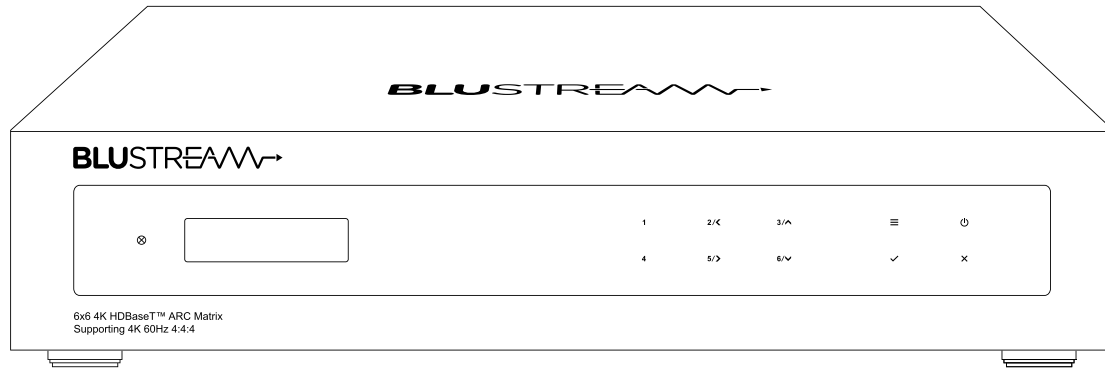 BLUSTREAM
BLUSTREAM
1 2/< 3/^
4 5/> 6/v
6x6 4K HDBaseT™ ARC Matrix
Supporting 4K 60Hz 4:4:4